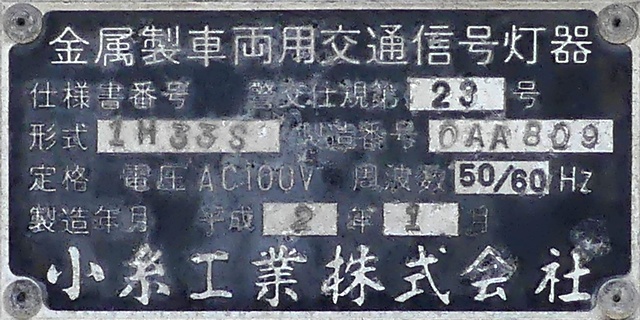 金属製車両用交通信号灯器
仕様書番号 警交仕規第 23 号
形式 1H33S 製造番号 0AA809
定格 電圧 AC100V 周波数 50/60 Hz
製造年月 平成 2 年 1 月
小糸工業株式会社